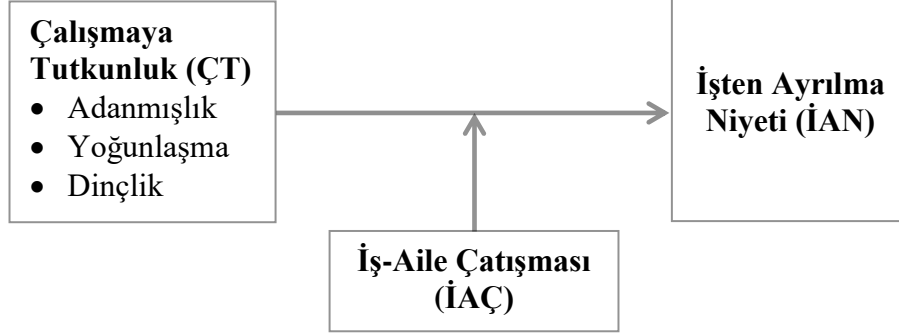 Çalışmaya
Tutkunluk (ÇT)
• Adanmışlık
• Yoğunlaşma
• Dinçlik
İşten Ayrılma
Niyeti (İAN)
İş-Aile Çatışması
(İAÇ)